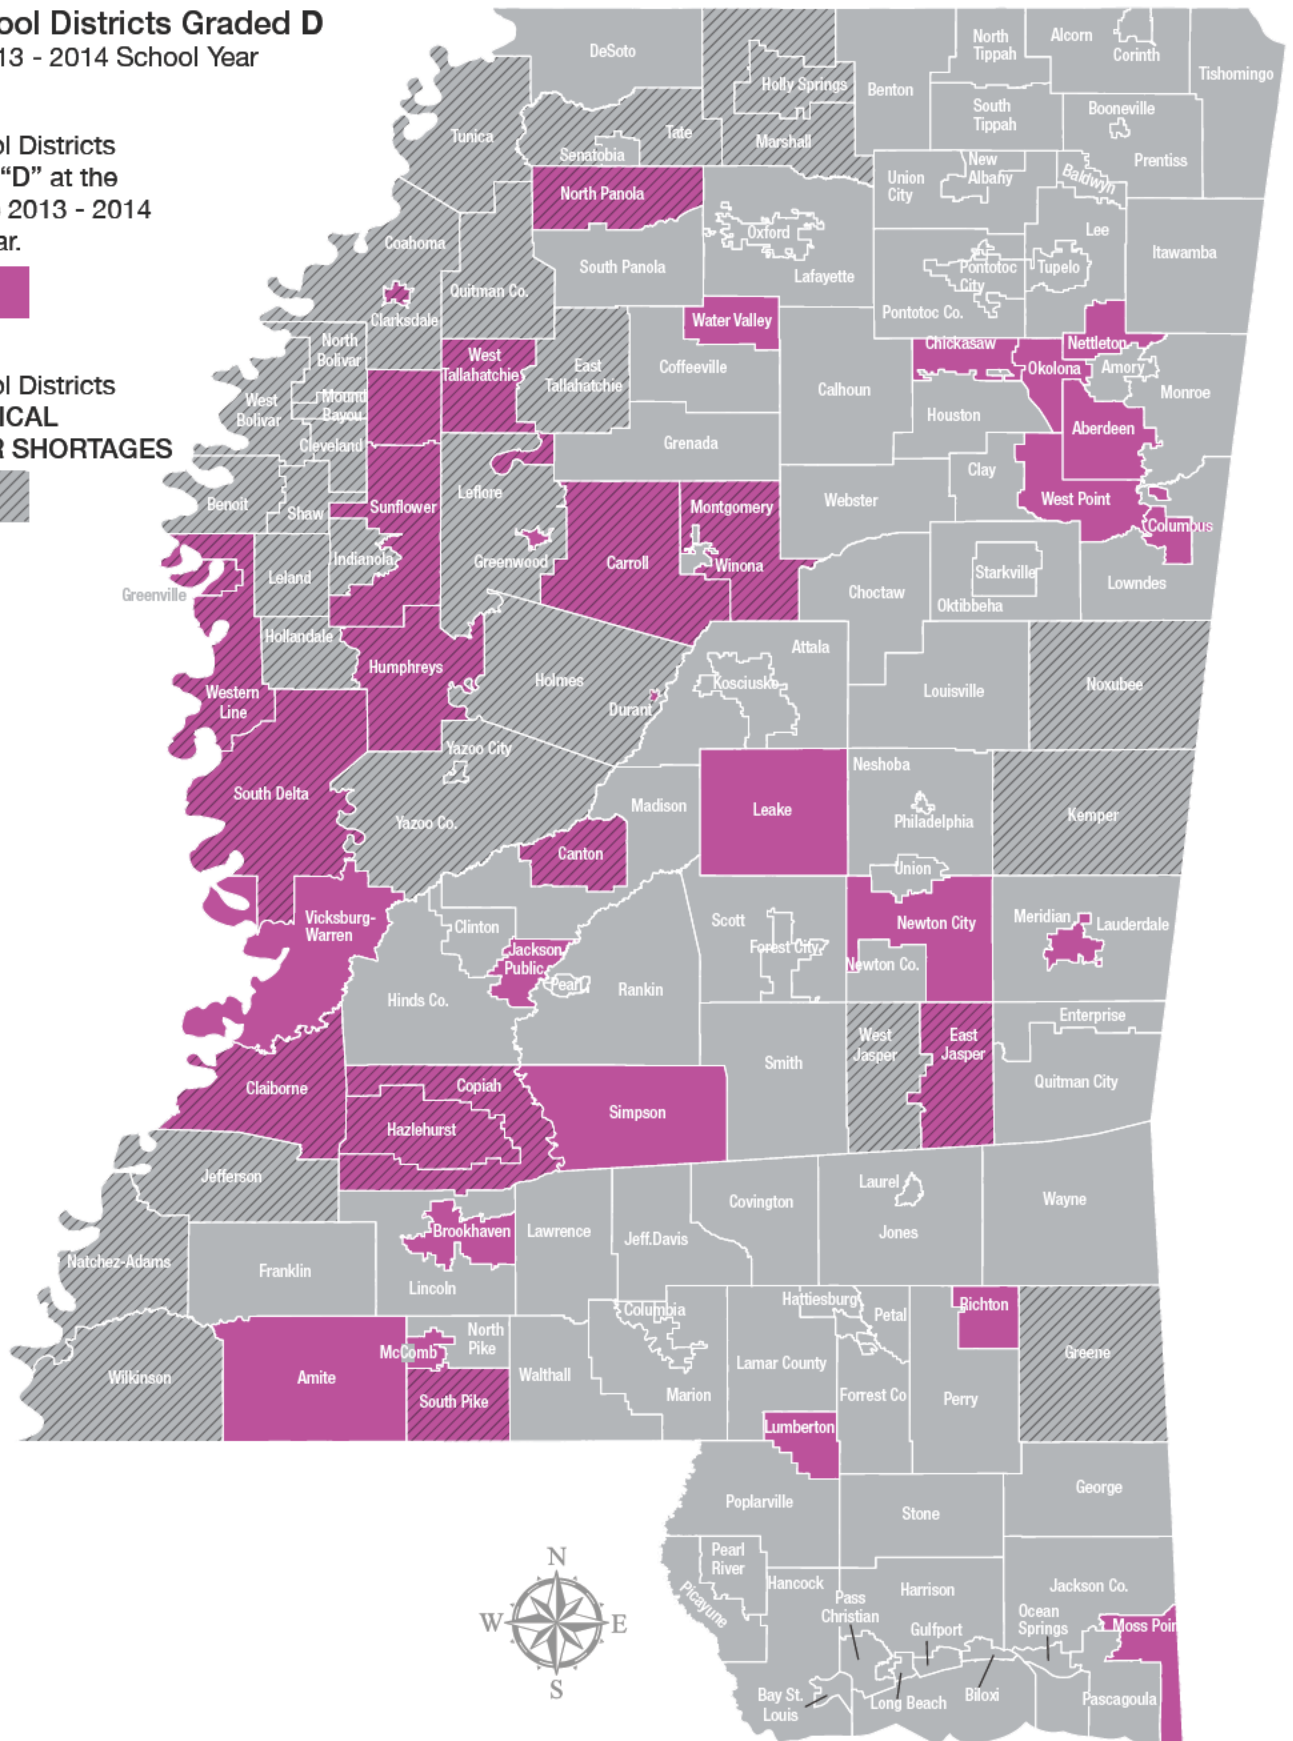 ool Districts Graded D
13 - 2014 School Year
ol Districts
"D" at the
2013 - 2014
ar.
ol Districts
ICAL
R SHORTAGES
DeSoto
North
Tippah
Alcorn
Corinth
Tishomingo
Holly Springs
Benton
South
Tippah
Booneville
Tunica
Tate
Marshall
Senatobia
Prentiss
New
Albany
Union
City
Baldwyn
North Panola
Oxford
Lee
Coahoma
South Panola
Lafayette
Pontotoc
City
Tupelo
Itawamba
Quitman Co.
Clarksdale
Water Valley
Pontotoc Co.
North
Bolivar
West
Tallahatchie
East
Tallahatchie
Coffeeville
Chickasaw
Nettleton
Okolona
Amory
Monroe
Calhoun
West
Bolivar
Mound
Bayou
Houston
Aberdeen
Cleveland
Grenada
Clay
Benoit
Shaw
Sunflower
Leflore
Montgomery
Webster
West Point
Columbus
Indianola
Greenwood
Carroll
Winona
Leland
Greenville
Choctaw
Starkville
Oktibbeha
Lowndes
Hollandale
Attala
Humphreys
Holmes
Durant
Kosciusko
Louisville
Noxubee
Western
Line
Yazoo City
South Delta
Yazoo Co.
Madison
Leake
Neshoba
Philadelphia
Kemper
Canton
Union
Vicksburg-
Warren
Clinton
Jackson
Public
Pearl
Scott
Forest City
Newton City
Newton Co.
Meridian
Lauderdale
Hinds Co.
Rankin
Enterprise
West
Jasper
East
Jasper
Smith
Quitman City
Claiborne
Copiah
Hazlehurst
Simpson
Jefferson
Covington
Laurel
Jones
Wayne
Natchez-Adams
Franklin
Brookhaven
Lincoln
Lawrence
Jeff.Davis
Columbia
Hattiesburg
Petal
Richton
Greene
McComb
North
Pike
Wilkinson
Amite
South Pike
Walthall
Marion
Lamar County
Forrest Co
Perry
Lumberton
Poplarville
Stone
George
N
W
E
S
Pearl
River
Picayune
Hancock
Pass
Christian
Harrison
Gulfport
Jackson Co.
Ocean
Springs
Moss Poin
Bay St.
Louis
Long Beach
Biloxi
Pascagoula